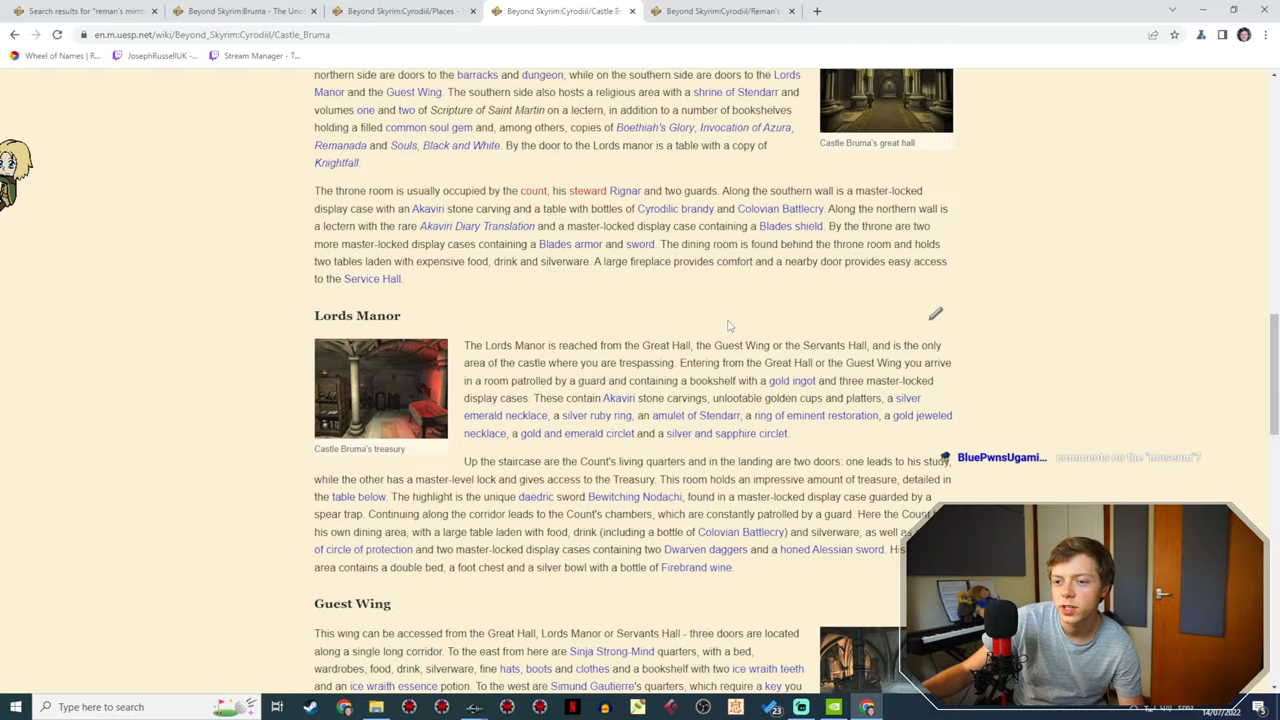 Search results for "reman's mirro
Beyond Skyrim:Bruma - The Unof
Beyond Skyrim:Cyrodiil/Places - T
Beyond Skyrim:Cyrodiil/Castle Br
Beyond Skyrim:Cyrodiil/Reman's
en.m.uesp.net/wiki/Beyond_Skyrim:Cyrodiil/Castle_Bruma
Wheel of Names | R...
JosephRussellUK -...
Stream Manager - T...
northern side are doors to the barracks and dungeon, while on the southern side are doors to the Lords
Manor and the Guest Wing. The southern side also hosts a religious area with a shrine of Stendarr and
volumes one and two of Scripture of Saint Martin on a lectern, in addition to a number of bookshelves
holding a filled common soul gem and, among others, copies of Boethiah's Glory, Invocation of Azura,
Remanada and Souls, Black and White. By the door to the Lords manor is a table with a copy of
Knightfall.
Castle Bruma's great hall
The throne room is usually occupied by the count, his steward Rignar and two guards. Along the southern wall is a master-locked
display case with an Akaviri stone carving and a table with bottles of Cyrodilic brandy and Colovian Battlecry. Along the northern wall is
a lectern with the rare Akaviri Diary Translation and a master-locked display case containing a Blades shield. By the throne are two
more master-locked display cases containing a Blades armor and sword. The dining room is found behind the throne room and holds
two tables laden with expensive food, drink and silverware. A large fireplace provides comfort and a nearby door provides easy access
to the Service Hall.
Lords Manor
The Lords Manor is reached from the Great Hall, the Guest Wing or the Servants Hall, and is the only
area of the castle where you are trespassing. Entering from the Great Hall or the Guest Wing you arrive
in a room patrolled by a guard and containing a bookshelf with a gold ingot and three master-locked
display cases. These contain Akaviri stone carvings, unlootable golden cups and platters, a silver
emerald necklace, a silver ruby ring, an amulet of Stendarr, a ring of eminent restoration, a gold jeweled
necklace, a gold and emerald circlet and a silver and sapphire circlet.
Castle Bruma's treasury
Up the staircase are the Count's living quarters and in the landing are two doors: one leads to his study,
while the other has a master-level lock and gives access to the Treasury. This room holds an impressive amount of treasure, detailed in
the table below. The highlight is the unique daedric sword Bewitching Nodachi, found in a master-locked display case guarded by a
spear trap. Continuing along the corridor leads to the Count's chambers, which are constantly patrolled by a guard. Here the Count
his own dining area, with a large table laden with food, drink (including a bottle of Colovian Battlecry) and silverware, as well as
of circle of protection and two master-locked display cases containing two Dwarven daggers and a honed Alessian sword. His
area contains a double bed, a foot chest and a silver bowl with a bottle of Firebrand wine.
BluePwnsUgami... comments on the "museum"?
Guest Wing
This wing can be accessed from the Great Hall, Lords Manor or Servants Hall - three doors are located
along a single long corridor. To the east from here are Sinja Strong-Mind quarters, with a bed,
wardrobes, food, drink, silverware, fine hats, boots and clothes and a bookshelf with two ice wraith teeth
and an ice wraith essence potion. To the west are Simund Gautierre's quarters, which require a key you
Type here to search
23
14/07/2022